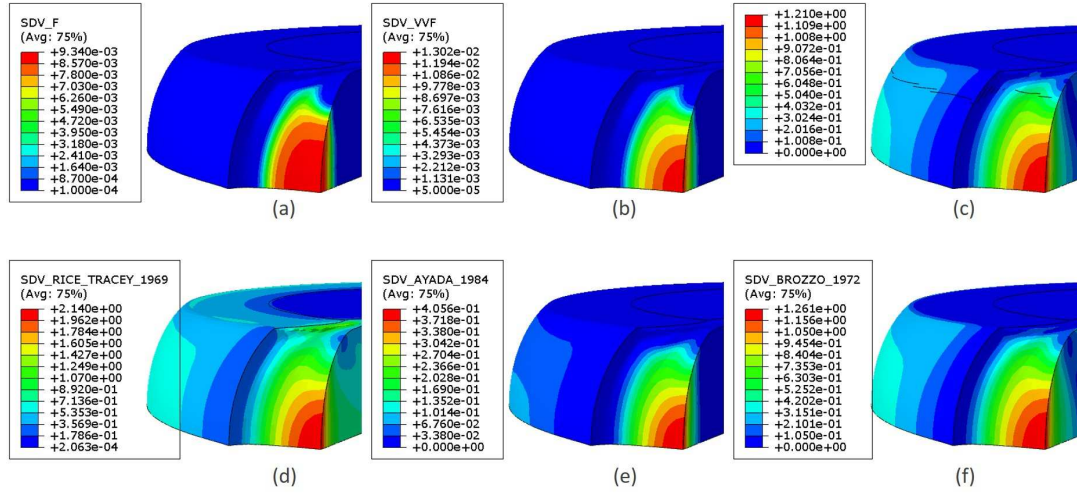 SDV_F
(Avg: 75%)
+9.340e-03
+8.570e-03
+7.800e-03
+7.030e-03
+6.260e-03
+5.490e-03
+4.720e-03
+3.950e-03
+3.180e-03
+2.410e-03
+1.640e-03
+8.700e-04
+1.000e-04
(a)
SDV_VVF
(Avg: 75%)
+1.302e-02
+1.194e-02
+1.086e-02
+9.778e-03
+8.697e-03
+7.616e-03
+6.535e-03
+5.454e-03
+4.373e-03
+3.293e-03
+2.212e-03
+1.131e-03
+5.000e-05
(b)
+1.210e+00
+1.109e+00
+1.008e+00
+9.072e-01
+8.064e-01
+7.056e-01
+6.048e-01
+5.040e-01
+4.032e-01
+3.024e-01
+2.016e-01
+1.008e-01
+0.000e+00
(c)
SDV_RICE_TRACEY_1969
(Avg: 75%)
+2.140e+00
+1.962e+00
+1.784e+00
+1.605e+00
+1.427e+00
+1.249e+00
+1.070e+00
+8.920e-01
+7.136e-01
+5.353e-01
+3.569e-01
+1.786e-01
+2.063e-04
(d)
SDV_AYADA_1984
(Avg: 75%)
+4.056e-01
+3.718e-01
+3.380e-01
+3.042e-01
+2.704e-01
+2.366e-01
+2.028e-01
+1.690e-01
+1.352e-01
+1.014e-01
+6.760e-02
+3.380e-02
+0.000e+00
(e)
SDV_BROZZO_1972
(Avg: 75%)
+1.261e+00
+1.156e+00
+1.050e+00
+9.454e-01
+8.404e-01
+7.353e-01
+6.303e-01
+5.252e-01
+4.202e-01
+3.151e-01
+2.101e-01
+1.050e-01
+0.000e+00
(f)